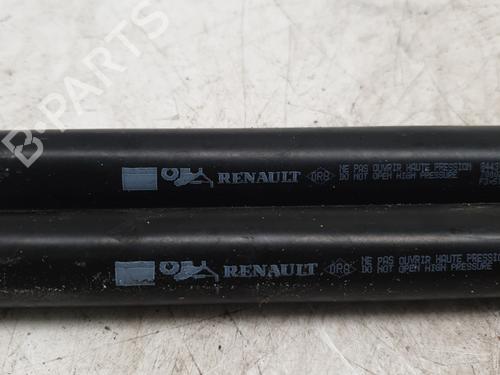 B-Parts
RENAULT
NE PAS OUVRIR HAUTE PRESSION
DO NOT OPEN HIGH PRESSURE
RENAULT
NE PAS OUVRIR HAUTE PRESSION
DO NOT OPEN HIGH PRESSURE